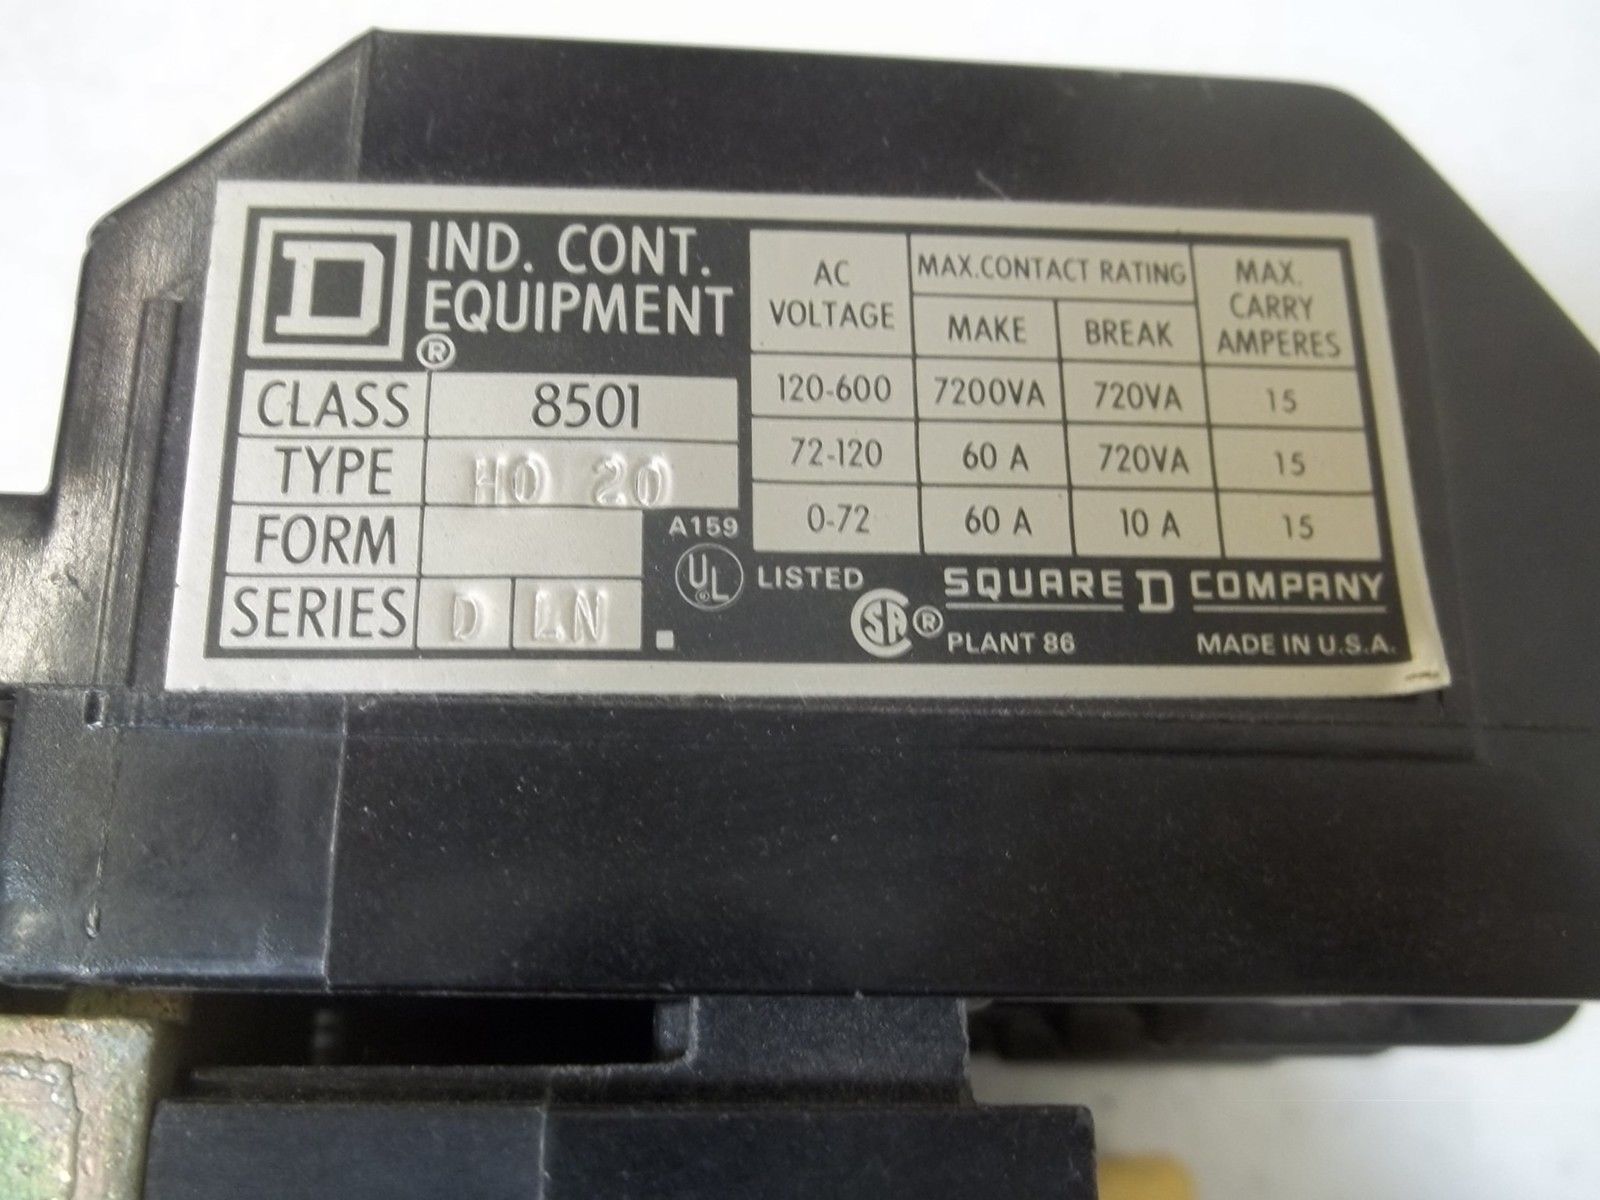 D
IND. CONT.
EQUIPMENT
®
CLASS 8501
TYPE HO 20
FORM
SERIES D LN
A159
UL
LISTED
AC VOLTAGE
MAX. CONTACT RATING
MAKE BREAK
MAX. CARRY AMPERES
120-600 7200VA 720VA 15
72-120 60 A 720VA 15
0-72 60 A 10 A 15
SA ®
SQUARE D COMPANY
PLANT 86 MADE IN U.S.A.